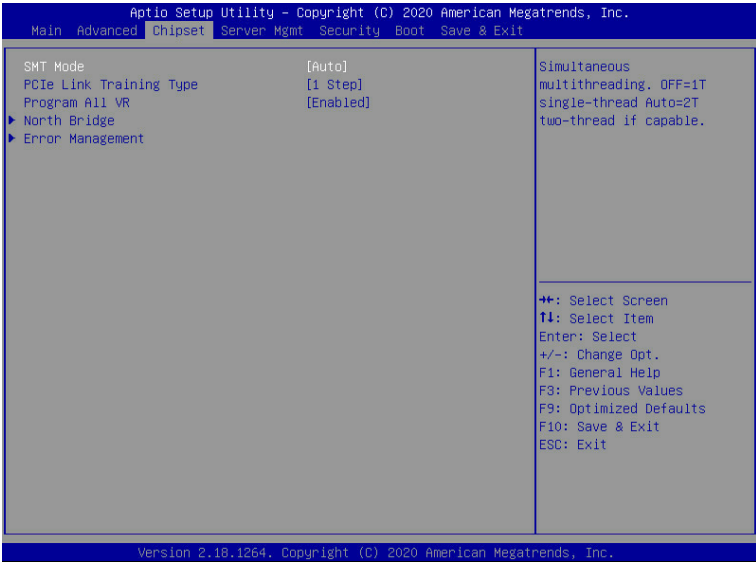 Aptio Setup Utility – Copyright (C) 2020 American Megatrends, Inc.
Main Advanced Chipset Server Mgmt Security Boot Save & Exit
SMT Mode [Auto]
PCIe Link Training Type [1 Step]
Program All VR [Enabled]
▶ North Bridge
▶ Error Management
Simultaneous
multithreading. OFF=1T
single-thread Auto=2T
two-thread if capable.
→←: Select Screen
↑↓: Select Item
Enter: Select
+/-: Change Opt.
F1: General Help
F3: Previous Values
F9: Optimized Defaults
F10: Save & Exit
ESC: Exit
Version 2.18.1264. Copyright (C) 2020 American Megatrends, Inc.